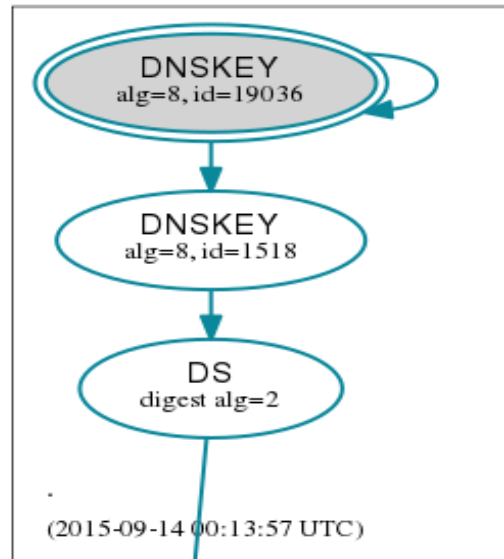 DNSKEY
alg=8, id=19036
DNSKEY
alg=8, id=1518
DS
digest alg=2
.
(2015-09-14 00:13:57 UTC)